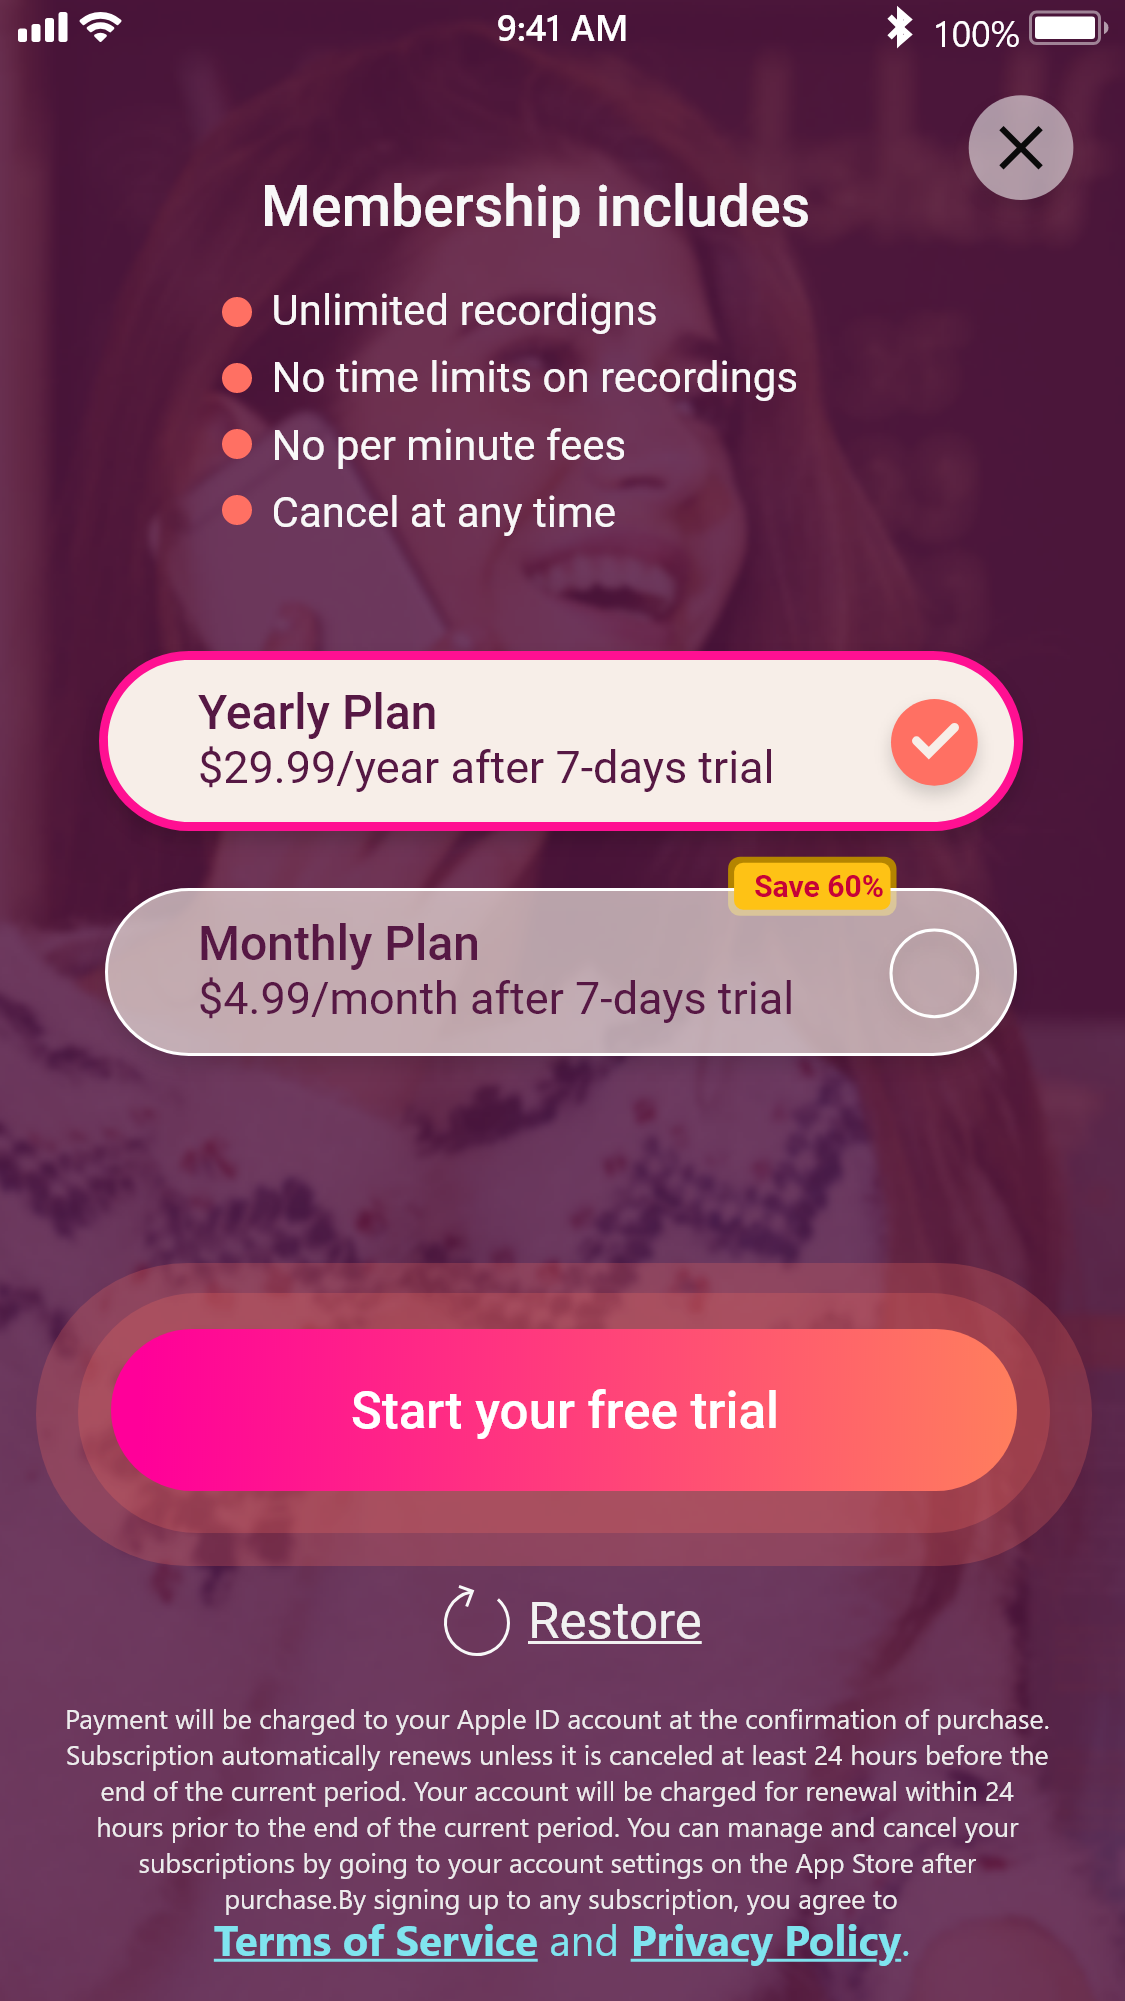 9:41 AM
100%
Membership includes
Unlimited recordigns
No time limits on recordings
No per minute fees
Cancel at any time
Yearly Plan
$29.99/year after 7-days trial
Save 60%
Monthly Plan
$4.99/month after 7-days trial
Start your free trial
Restore
Payment will be charged to your Apple ID account at the confirmation of purchase.
Subscription automatically renews unless it is canceled at least 24 hours before the
end of the current period. Your account will be charged for renewal within 24
hours prior to the end of the current period. You can manage and cancel your
subscriptions by going to your account settings on the App Store after
purchase.By signing up to any subscription, you agree to
Terms of Service and Privacy Policy.